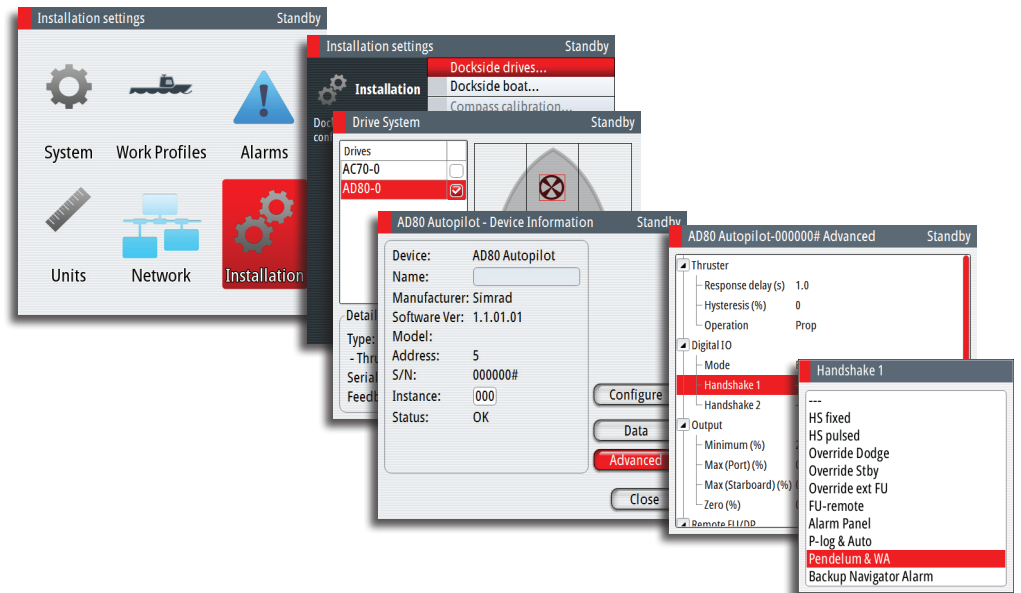 Installation settings Standby
System Work Profiles Alarms
Units Network Installation
Installation settings Standby
Installation
Dockside drives...
Dockside boat...
Compass calibration...
Drive System Standby
Drives
AC70-0
AD80-0
Type:
AD80 Autopilot - Device Information
Device: AD80 Autopilot
Name:
Manufacturer: Simrad
Software Ver: 1.1.01.01
Model:
Address: 5
S/N: 000000#
Instance: 000
Status: OK
Configure
Data
Advanced
Close
AD80 Autopilot-000000# Advanced Standby
Thruster
Response delay (s) 1.0
Hysteresis (%) 0
Operation Prop
Digital IO
Mode
Handshake 1
Handshake 2
Output
Minimum (%)
Max (Port) (%)
Max (Starboard) (%)
Zero (%)
Remote FU/DP
Handshake 1
---
HS fixed
HS pulsed
Override Dodge
Override Stby
Override ext FU
FU-remote
Alarm Panel
P-log & Auto
Pendelum & WA
Backup Navigator Alarm